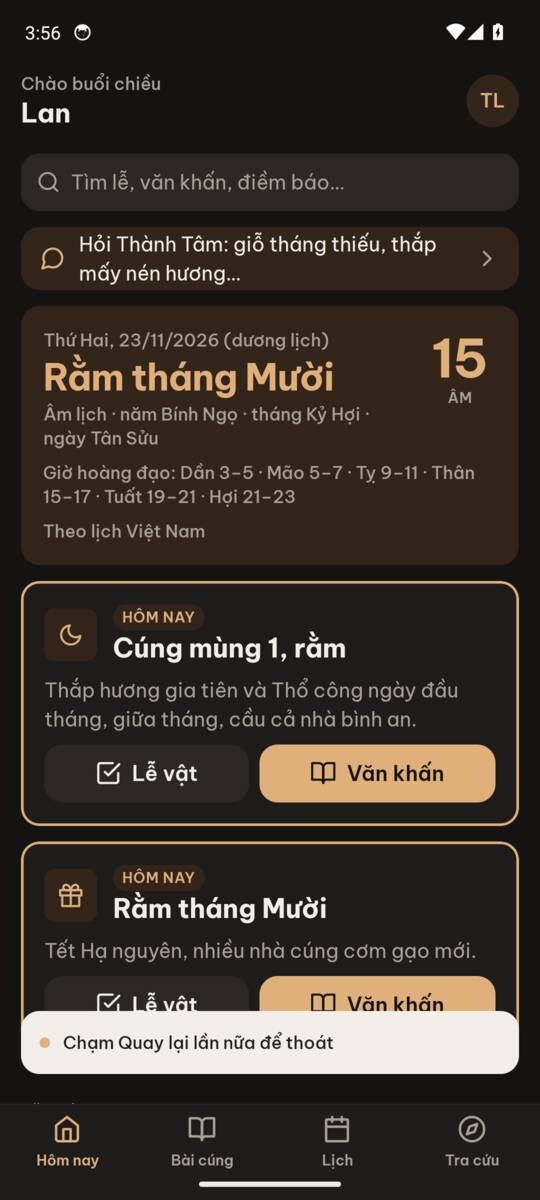 3:56
Chào buổi chiều
Lan
TL
Tìm lễ, văn khấn, điềm báo...
Hỏi Thành Tâm: giỗ tháng thiếu, thắp
mấy nén hương...
Thứ Hai, 23/11/2026 (dương lịch)
Rằm tháng Mười
15
ÂM
Âm lịch · năm Bính Ngọ · tháng Kỷ Hợi ·
ngày Tân Sửu
Giờ hoàng đạo: Dần 3–5 · Mão 5–7 · Tỵ 9–11 · Thân
15–17 · Tuất 19–21 · Hợi 21–23
Theo lịch Việt Nam
HÔM NAY
Cúng mùng 1, rằm
Thắp hương gia tiên và Thổ công ngày đầu
tháng, giữa tháng, cầu cả nhà bình an.
Lễ vật
Văn khấn
HÔM NAY
Rằm tháng Mười
Tết Hạ nguyên, nhiều nhà cúng cơm gạo mới.
Lễ vật
Văn khấn
Chạm Quay lại lần nữa để thoát
Hôm nay
Bài cúng
Lịch
Tra cứu